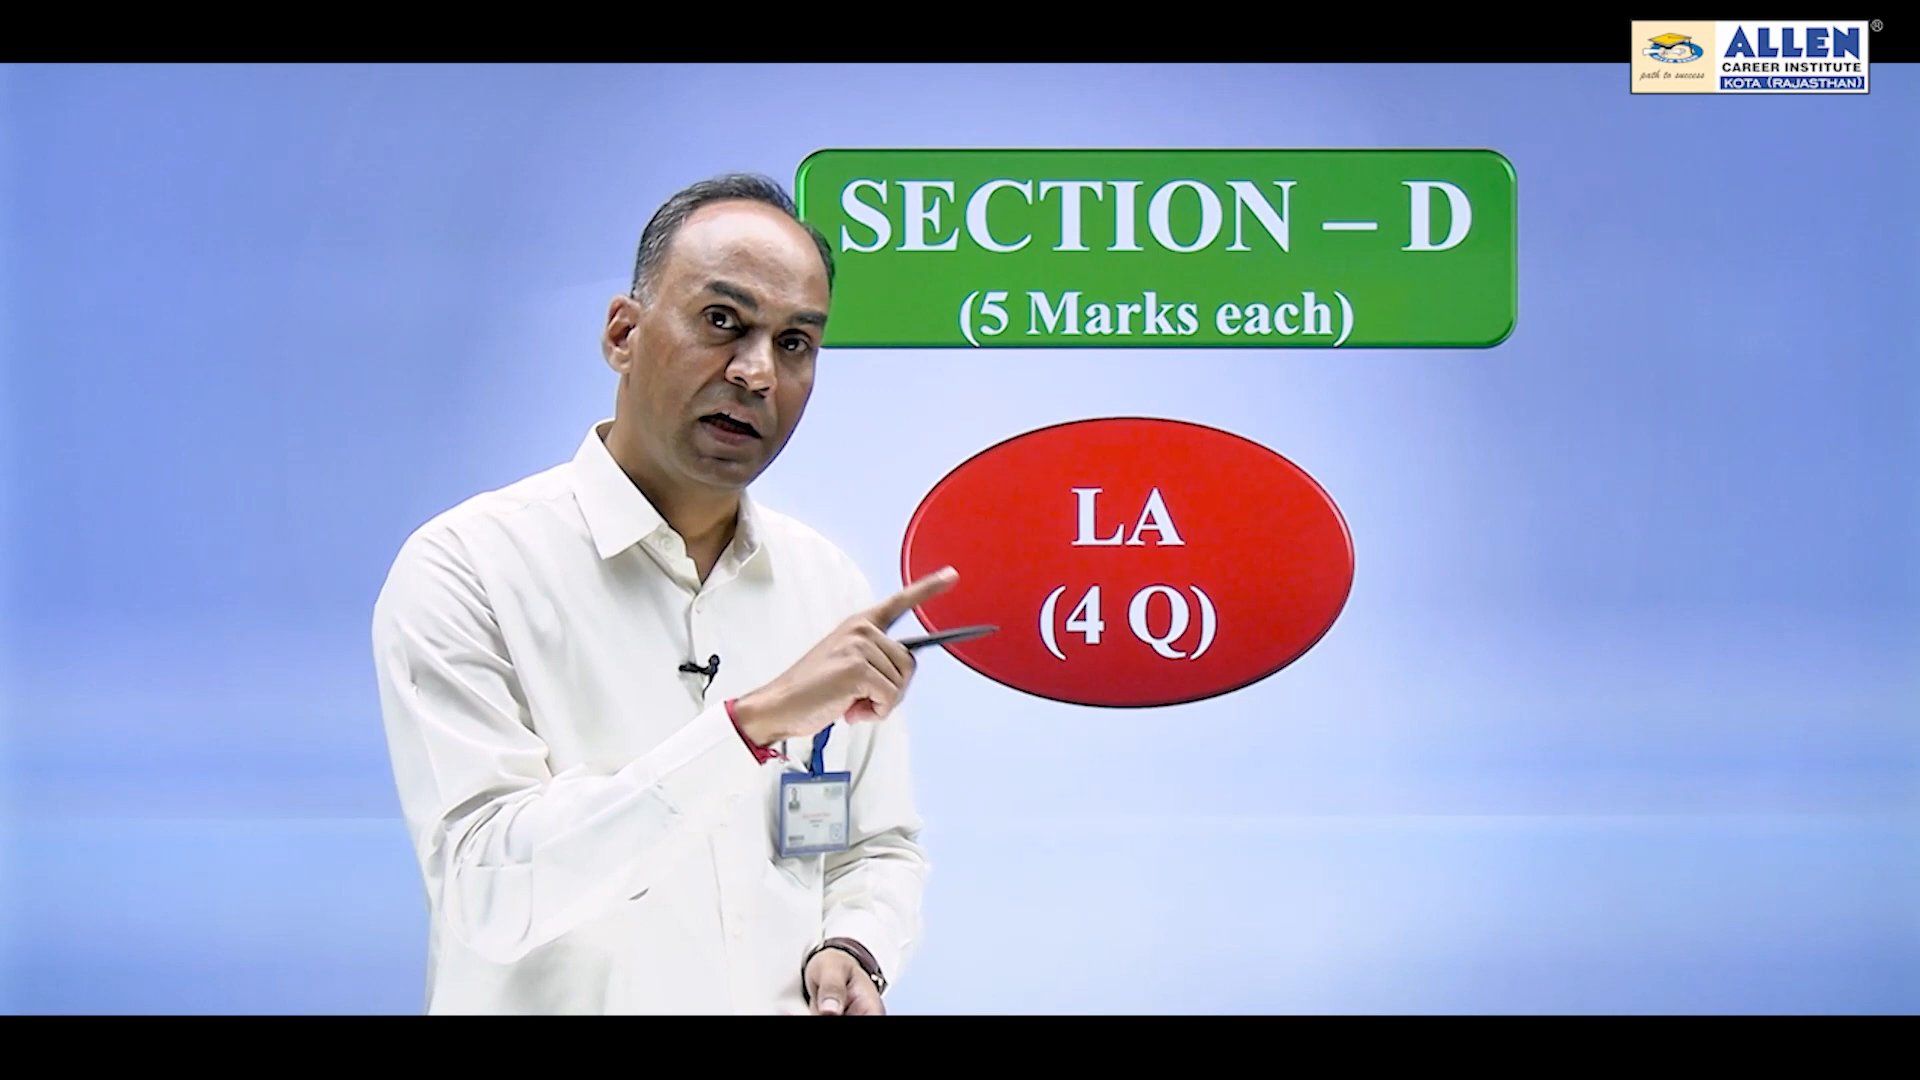 ALLEN
®
path to success
CAREER INSTITUTE
KOTA (RAJASTHAN)
SECTION – D
(5 Marks each)
LA
(4 Q)